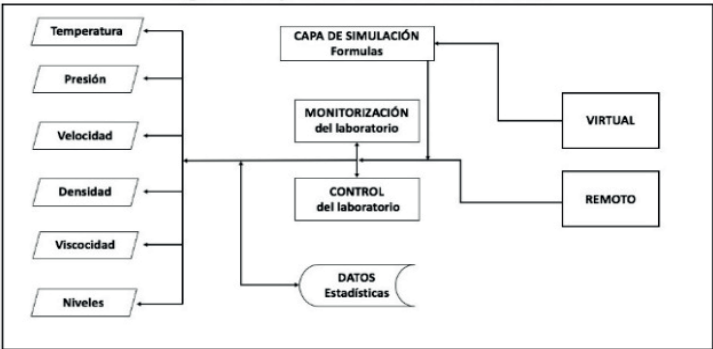 Temperatura
Presión
Velocidad
Densidad
Viscocidad
Niveles
CAPA DE SIMULACIÓN
Formulas
MONITORIZACIÓN
del laboratorio
CONTROL
del laboratorio
DATOS
Estadísticas
VIRTUAL
REMOTO